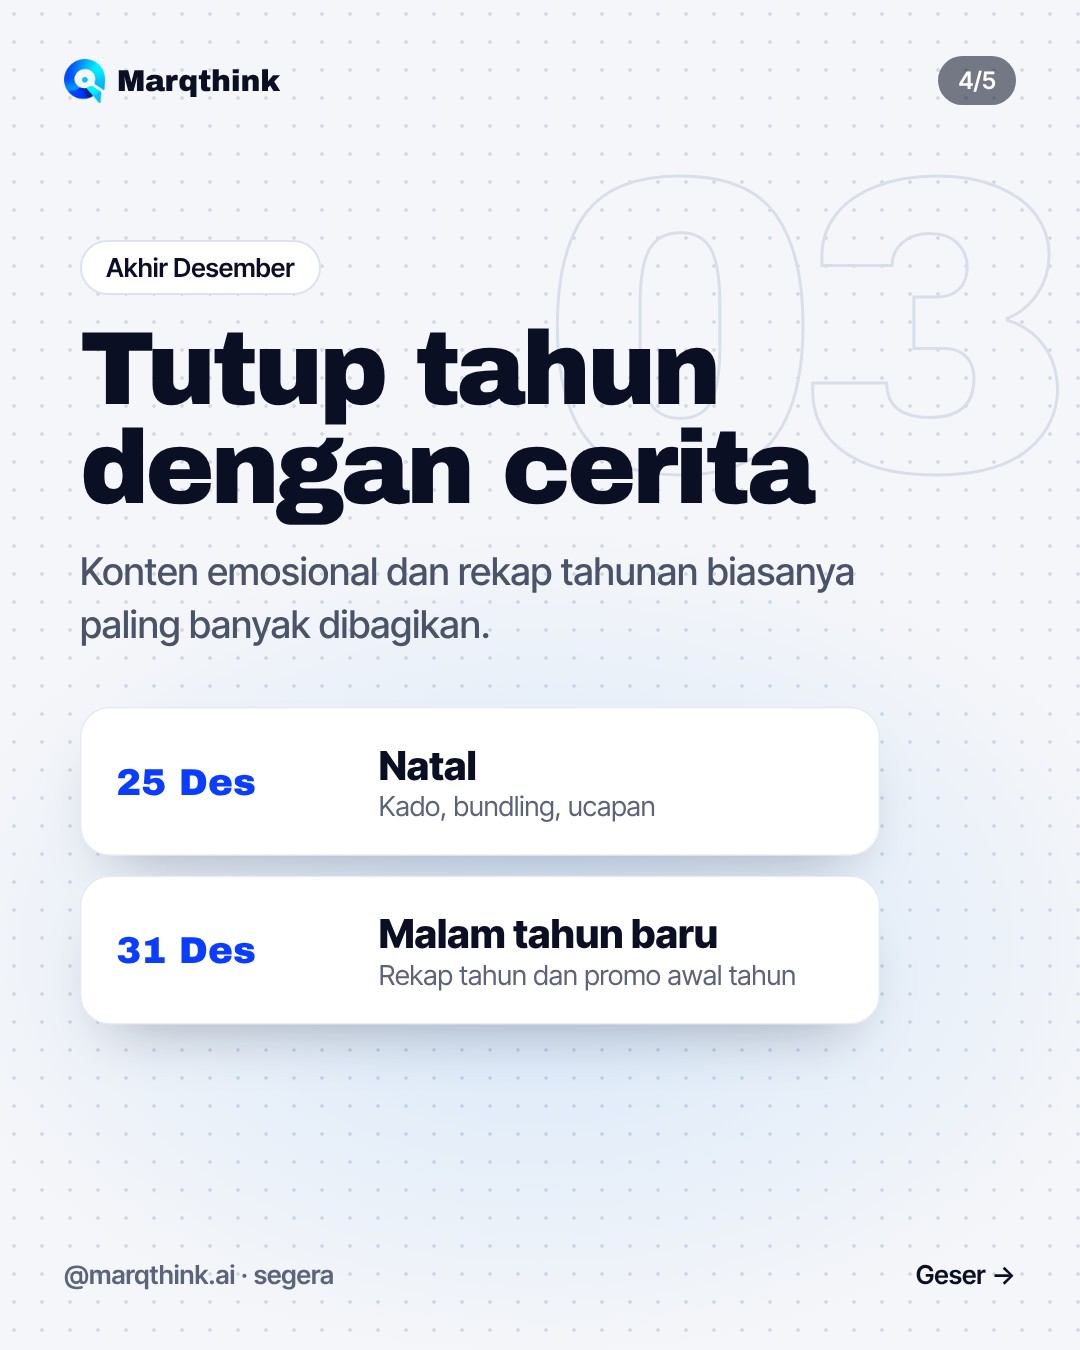 Marqthink
4/5
03
Akhir Desember
Tutup tahun
dengan cerita
Konten emosional dan rekap tahunan biasanya
paling banyak dibagikan.
25 Des
Natal
Kado, bundling, ucapan
31 Des
Malam tahun baru
Rekap tahun dan promo awal tahun
@marqthink.ai · segera
Geser →